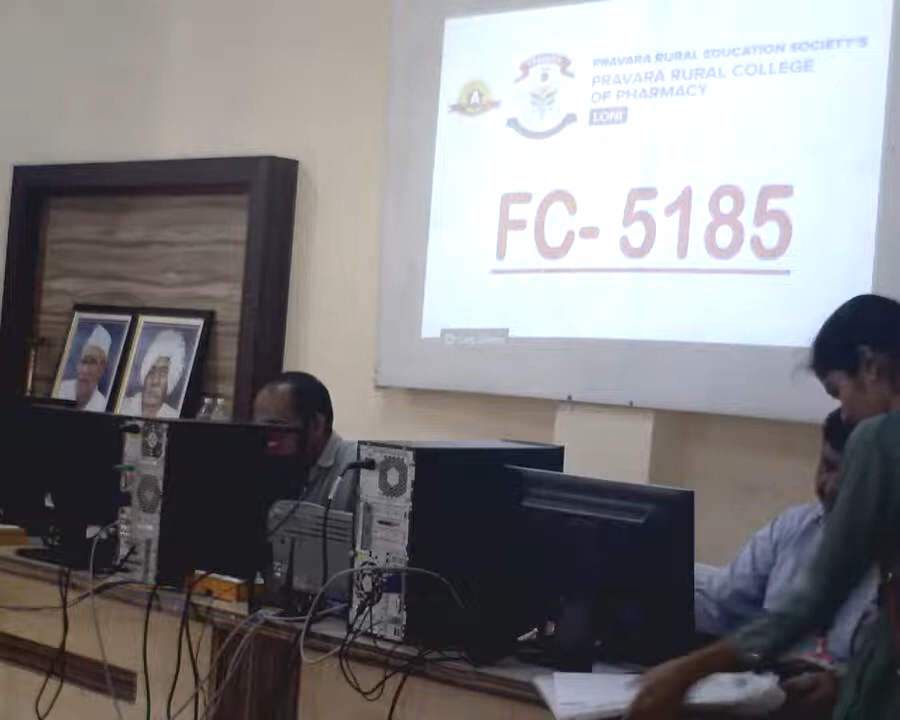 PRAVARA RURAL EDUCATION SOCIETY'S
PRAVARA RURAL COLLEGE
OF PHARMACY
LONI
A
FC- 5185